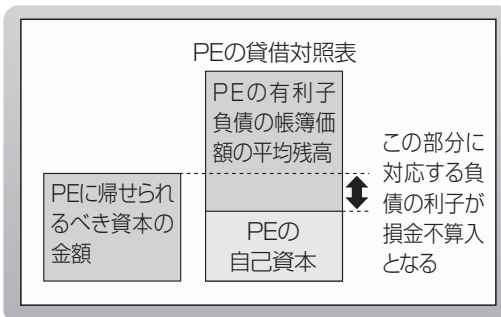 PEの貸借対照表
PEの有利子
負債の帳簿価
額の平均残高
PEの
自己資本
PEに帰せられ
るべき資本の
金額
この部分に
対応する負
債の利子が
損金不算入
となる